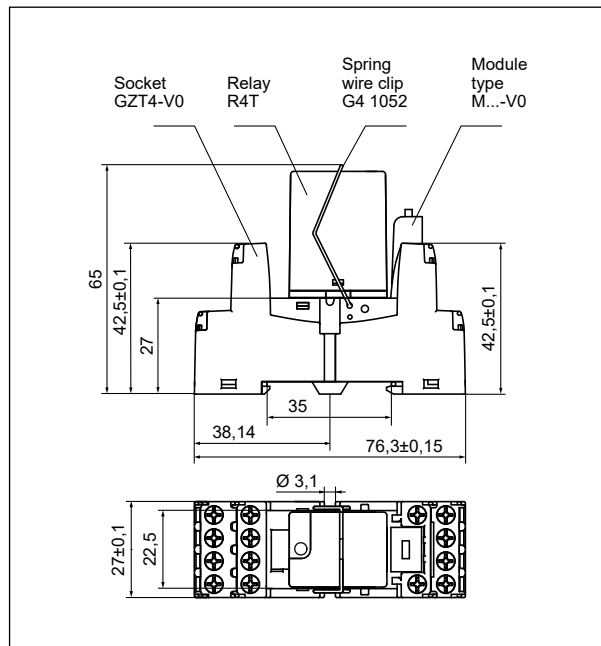 Socket
GZT4-V0
Relay
R4T
Spring
wire clip
G4 1052
Module
type
M...-V0
65
42,5±0,1
27
42,5±0,1
35
38,14
76,3±0,15
Ø 3,1
27±0,1
22,5